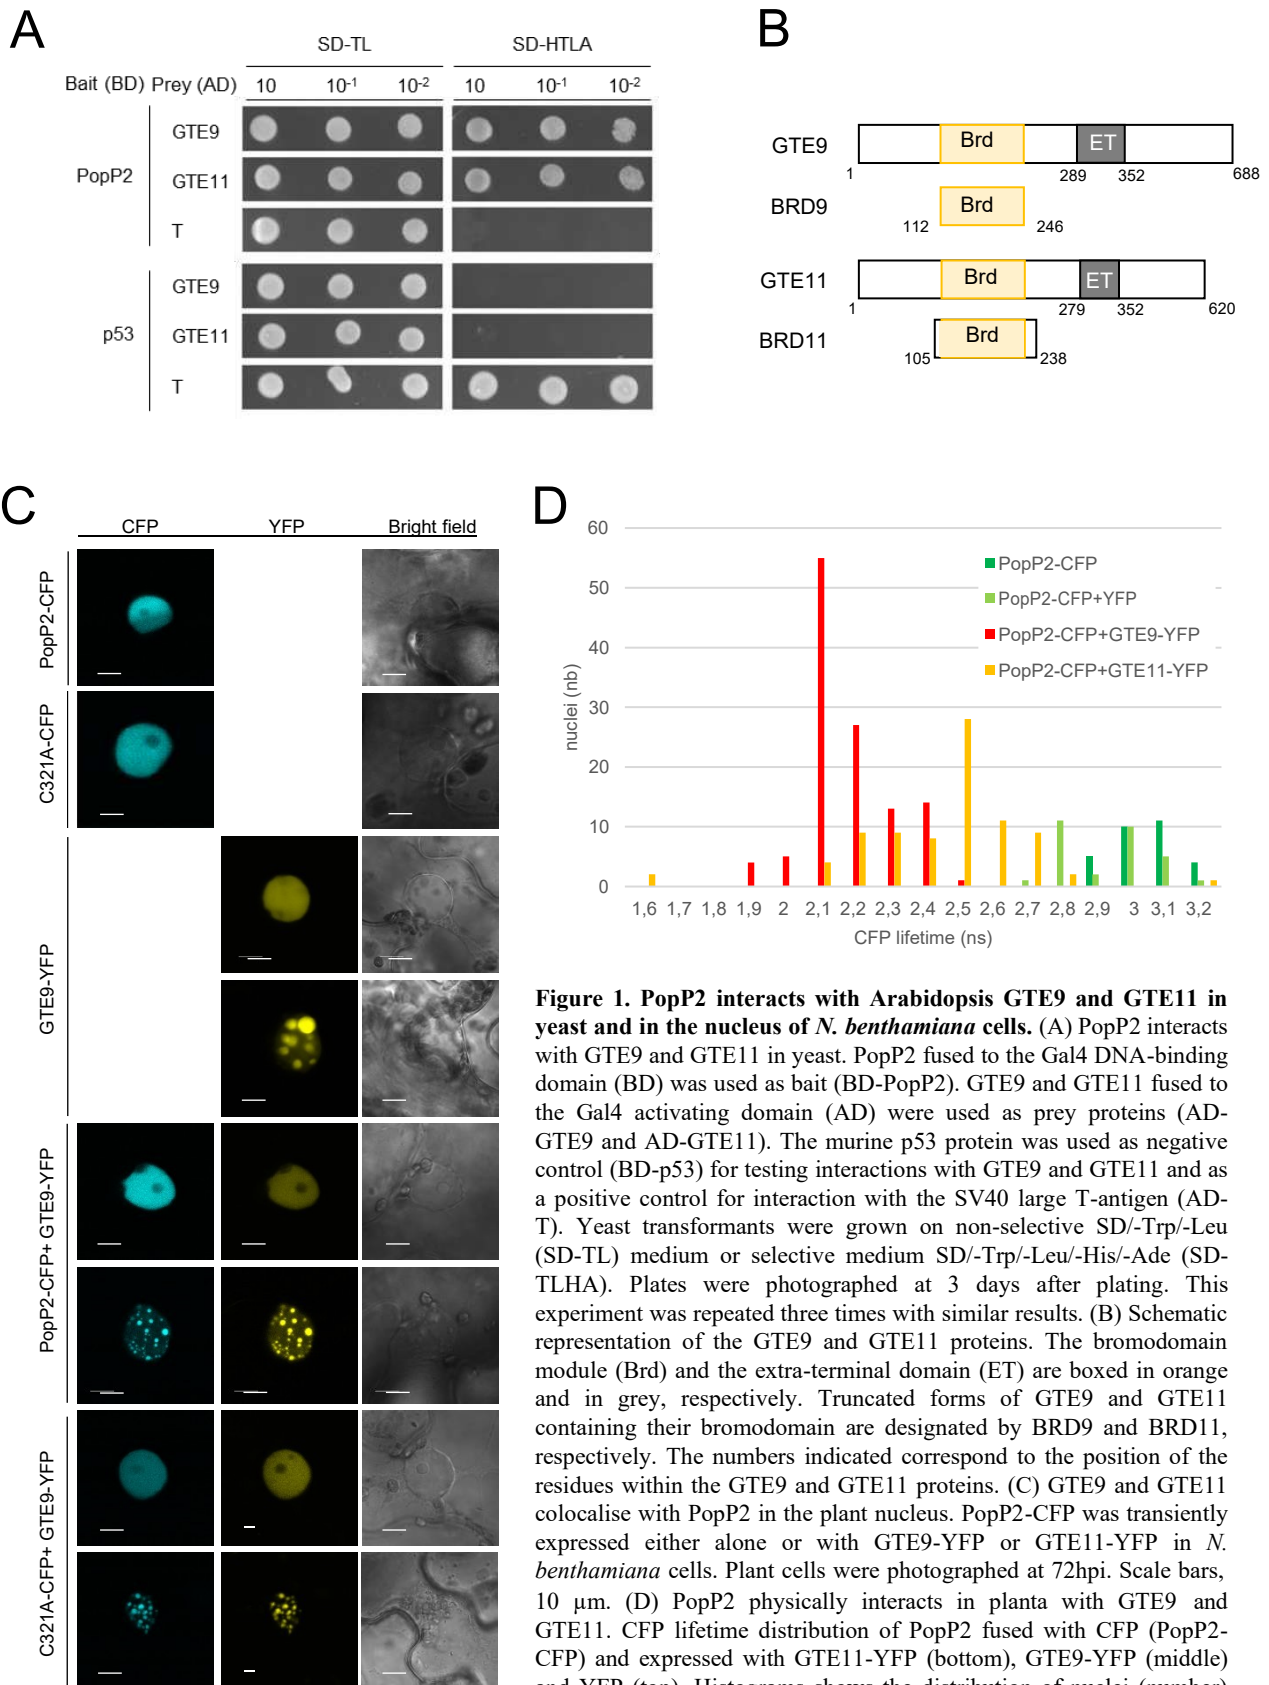 A
SD-TL SD-HTLA
Bait (BD) Prey (AD) 10 10-1 10-2 10 10-1 10-2
PopP2
GTE9
GTE11
T
p53
GTE9
GTE11
T
B
GTE9 Brd ET
1 289 352 688
BRD9 Brd
112 246
GTE11 Brd ET
1 279 352 620
BRD11 Brd
105 238
C
CFP YFP Bright field
PopP2-CFP
C321A-CFP
GTE9-YFP
PopP2-CFP+ GTE9-YFP
C321A-CFP+ GTE9-YFP
D
60
50
40
30
20
10
0
nuclei (nb)
PopP2-CFP
PopP2-CFP+YFP
PopP2-CFP+GTE9-YFP
PopP2-CFP+GTE11-YFP
1,6 1,7 1,8 1,9 2 2,1 2,2 2,3 2,4 2,5 2,6 2,7 2,8 2,9 3 3,1 3,2
CFP lifetime (ns)
Figure 1. PopP2 interacts with Arabidopsis GTE9 and GTE11 in
yeast and in the nucleus of N. benthamiana cells. (A) PopP2 interacts
with GTE9 and GTE11 in yeast. PopP2 fused to the Gal4 DNA-binding
domain (BD) was used as bait (BD-PopP2). GTE9 and GTE11 fused to
the Gal4 activating domain (AD) were used as prey proteins (AD-
GTE9 and AD-GTE11). The murine p53 protein was used as negative
control (BD-p53) for testing interactions with GTE9 and GTE11 and as
a positive control for interaction with the SV40 large T-antigen (AD-
T). Yeast transformants were grown on non-selective SD/-Trp/-Leu
(SD-TL) medium or selective medium SD/-Trp/-Leu/-His/-Ade (SD-
TLHA). Plates were photographed at 3 days after plating. This
experiment was repeated three times with similar results. (B) Schematic
representation of the GTE9 and GTE11 proteins. The bromodomain
module (Brd) and the extra-terminal domain (ET) are boxed in orange
and in grey, respectively. Truncated forms of GTE9 and GTE11
containing their bromodomain are designated by BRD9 and BRD11,
respectively. The numbers indicated correspond to the position of the
residues within the GTE9 and GTE11 proteins. (C) GTE9 and GTE11
colocalise with PopP2 in the plant nucleus. PopP2-CFP was transiently
expressed either alone or with GTE9-YFP or GTE11-YFP in N.
benthamiana cells. Plant cells were photographed at 72hpi. Scale bars,
10 µm. (D) PopP2 physically interacts in planta with GTE9 and
GTE11. CFP lifetime distribution of PopP2 fused with CFP (PopP2-
CFP) and expressed with GTE11-YFP (bottom), GTE9-YFP (middle)
and YFP (top). Histograms shows the distribution of nuclei (number)